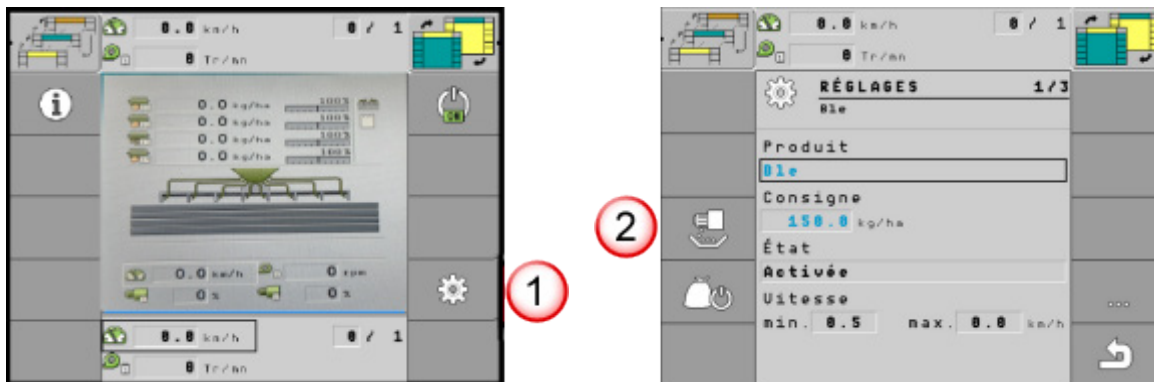 0.0 km/h 0 / 1
0 Tr/mn
0.0 kg/ha 100%
0.0 kg/ha 100%
0.0 kg/ha 100%
0.0 kg/ha 100%
ON
0.0 km/h 0 rpm
0 % 0 %
0.0 km/h 0 / 1
0 Tr/mn
1
0.0 km/h 0 / 1
0 Tr/mn
RÉGLAGES 1/3
Ble
Produit
Ble
Consigne
150.0 kg/ha
État
Activée
Vitesse
min. 0.5 max. 0.0 km/h
...
2